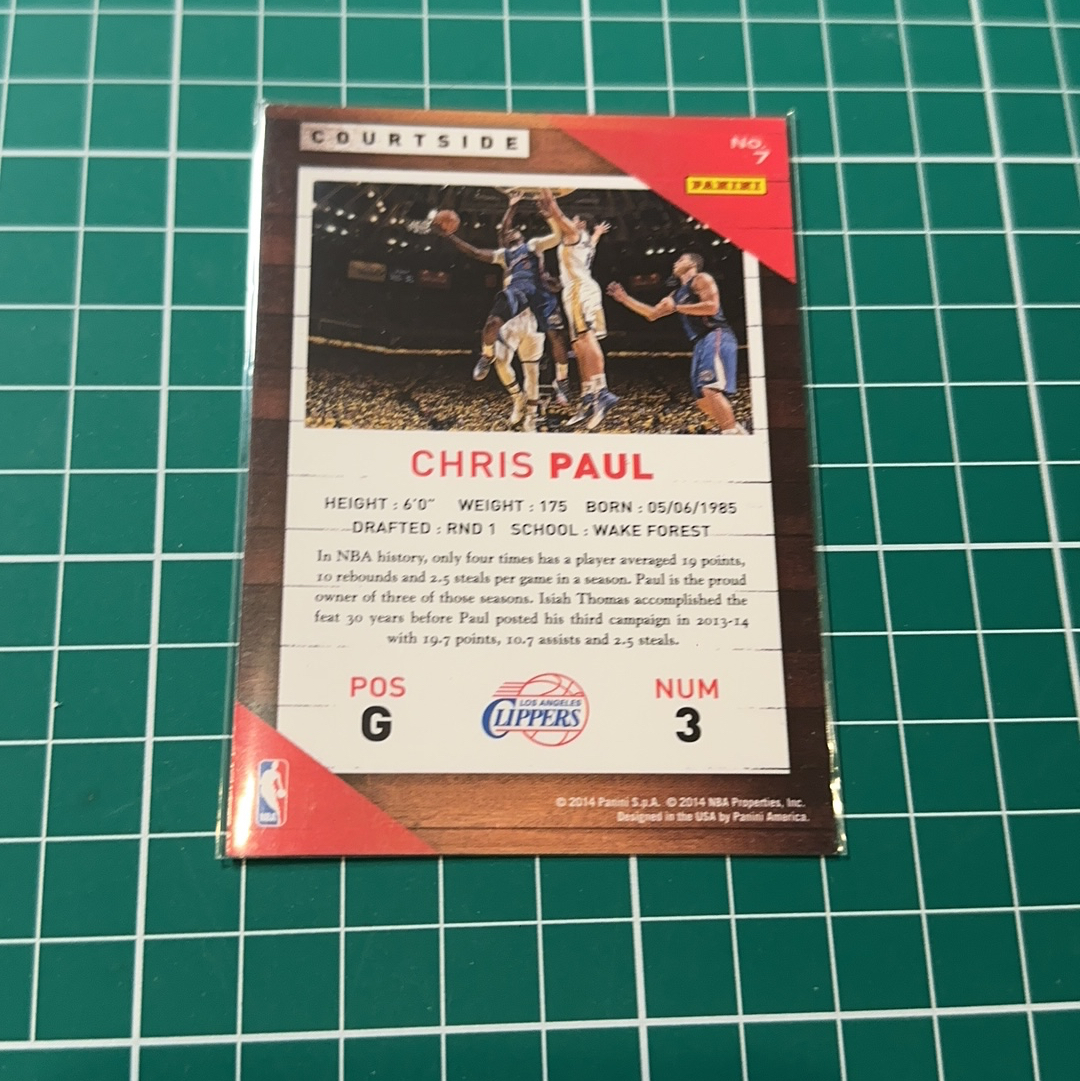 COURTSIDE
No.
7
PANINI
CHRIS PAUL
HEIGHT : 6'0" WEIGHT : 175 BORN : 05/06/1985
DRAFTED : RND 1 SCHOOL : WAKE FOREST
In NBA history, only four times has a player averaged 19 points,
10 rebounds and 2.5 steals per game in a season. Paul is the proud
owner of three of those seasons. Isiah Thomas accomplished the
feat 30 years before Paul posted his third campaign in 2013-14
with 19.7 points, 10.7 assists and 2.5 steals.
POS
G
LOS ANGELES
CLIPPERS
NUM
3
NBA
© 2014 Panini S.p.A. © 2014 NBA Properties, Inc.
Designed in the USA by Panini America.